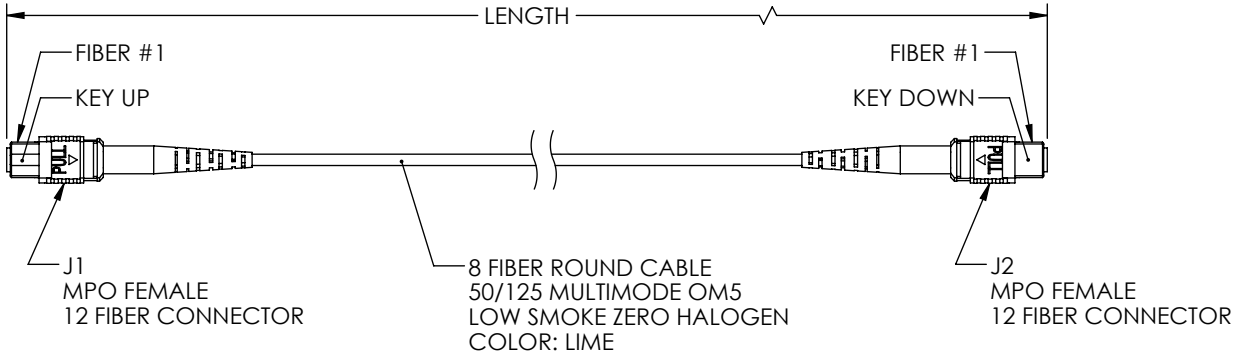 LENGTH
FIBER #1
FIBER #1
KEY UP
KEY DOWN
PULL
PULL
J1
MPO FEMALE
12 FIBER CONNECTOR
8 FIBER ROUND CABLE
50/125 MULTIMODE OM5
LOW SMOKE ZERO HALOGEN
COLOR: LIME
J2
MPO FEMALE
12 FIBER CONNECTOR